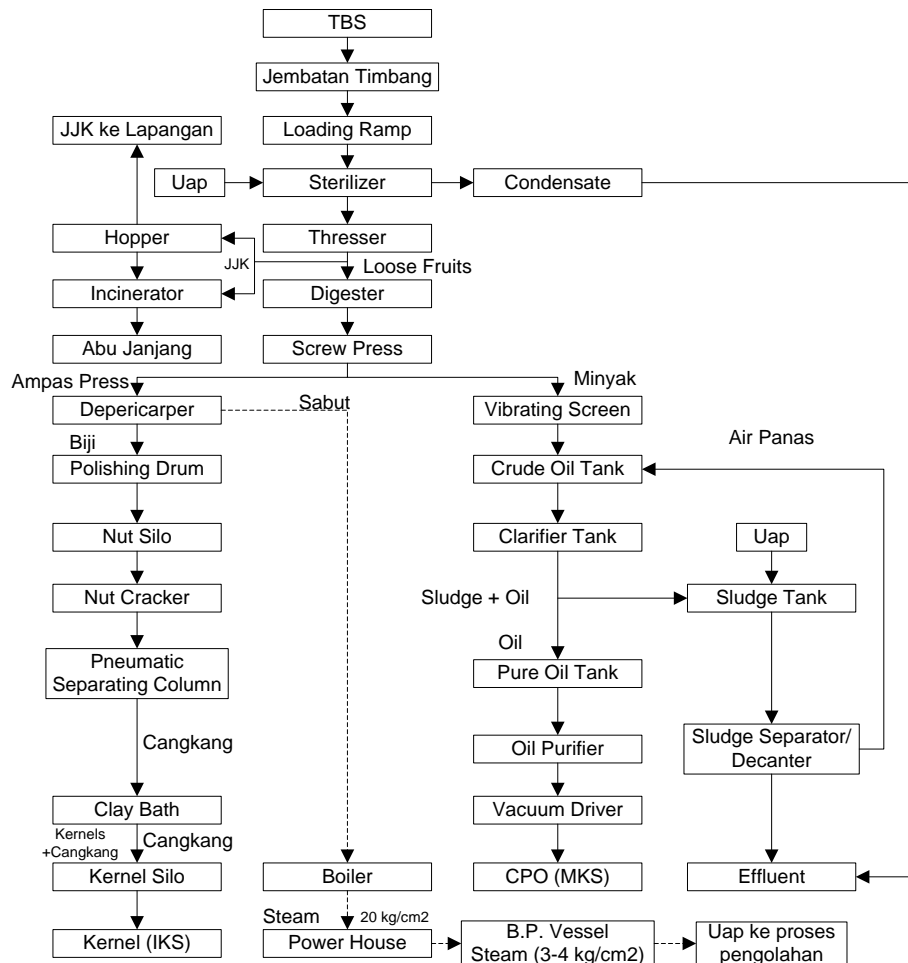 TBS
Jembatan Timbang
JJK ke Lapangan
Loading Ramp
Uap
Sterilizer
Condensate
Hopper
Thresser
JJK
Loose Fruits
Incinerator
Digester
Abu Janjang
Screw Press
Ampas Press
Minyak
Sabut
Depericarper
Vibrating Screen
Biji
Air Panas
Polishing Drum
Crude Oil Tank
Nut Silo
Clarifier Tank
Uap
Nut Cracker
Sludge + Oil
Sludge Tank
Oil
Pneumatic
Separating Column
Pure Oil Tank
Cangkang
Oil Purifier
Sludge Separator/
Decanter
Clay Bath
Vacuum Driver
Kernels
+Cangkang
Cangkang
Kernel Silo
Boiler
CPO (MKS)
Effluent
Steam
20 kg/cm2
Kernel (IKS)
Power House
B.P. Vessel
Steam (3-4 kg/cm2)
Uap ke proses
pengolahan